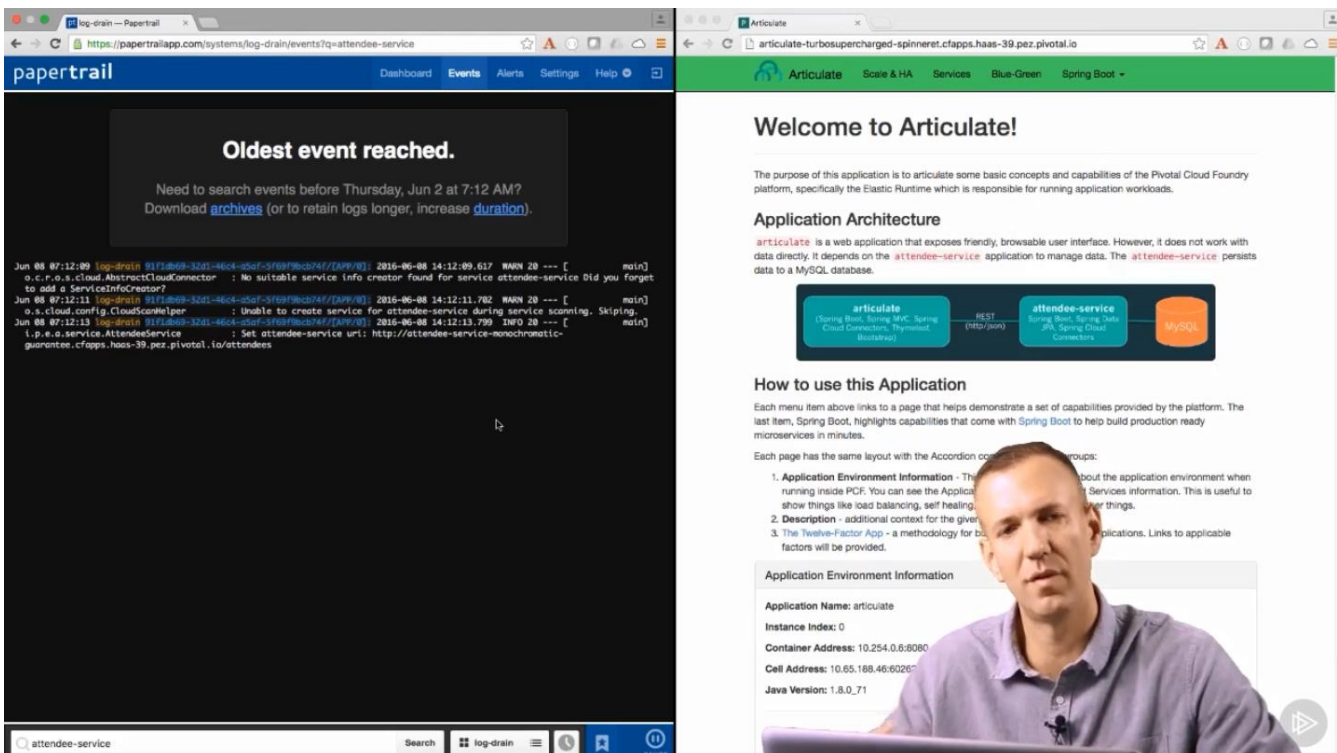 log-drain — Papertrail
https://papertrailapp.com/systems/log-drain/events?q=attendee-service
papertrail
Dashboard Events Alerts Settings Help
Oldest event reached.
Need to search events before Thursday, Jun 2 at 7:12 AM?
Download archives (or to retain logs longer, increase duration).
Jun 08 07:12:09 log-drain 91f1db69-32d1-46c4-a5af-5f69f9bcb74f/[APP/0]: 2016-06-08 14:12:09.617 WARN 20 --- [ main]
o.c.r.o.s.cloud.AbstractCloudConnector : No suitable service info creator found for service attendee-service Did you forget
to add a ServiceInfoCreator?
Jun 08 07:12:11 log-drain 91f1db69-32d1-46c4-a5af-5f69f9bcb74f/[APP/0]: 2016-06-08 14:12:11.702 WARN 20 --- [ main]
o.s.cloud.config.CloudScanHelper : Unable to create service for attendee-service during service scanning. Skiping.
Jun 08 07:12:13 log-drain 91f1db69-32d1-46c4-a5af-5f69f9bcb74f/[APP/0]: 2016-06-08 14:12:13.799 INFO 20 --- [ main]
i.p.e.a.service.AttendeeService : Set attendee-service uri: http://attendee-service-monochromatic-
guarantee.cfapps.haas-39.pez.pivotal.io/attendees
attendee-service Search log-drain
Articulate
articulate-turbosupercharged-spinneret.cfapps.haas-39.pez.pivotal.io
Articulate Scale & HA Services Blue-Green Spring Boot
Welcome to Articulate!
The purpose of this application is to articulate some basic concepts and capabilities of the Pivotal Cloud Foundry
platform, specifically the Elastic Runtime which is responsible for running application workloads.
Application Architecture
articulate is a web application that exposes friendly, browsable user interface. However, it does not work with
data directly. It depends on the attendee-service application to manage data. The attendee-service persists
data to a MySQL database.
articulate
(Spring Boot, Spring MVC, Spring
Cloud Connectors, Thymeleaf,
Bootstrap)
REST
(http/json)
attendee-service
Spring Boot, Spring Data
JPA, Spring Cloud
Connectors
MySQL
How to use this Application
Each menu item above links to a page that helps demonstrate a set of capabilities provided by the platform. The
last item, Spring Boot, highlights capabilities that come with Spring Boot to help build production ready
microservices in minutes.
Each page has the same layout with the Accordion groups:
1. Application Environment Information - about the application environment when
running inside PCF. You can see the Services information. This is useful to
show things like load balancing, self healing, things.
2. Description - additional context for the
3. The Twelve-Factor App - a methodology for Links to applicable
factors will be provided.
Application Environment Information
Application Name: articulate
Instance Index: 0
Container Address: 10.254.0.6:8080
Cell Address: 10.65.188.46:6026
Java Version: 1.8.0_71